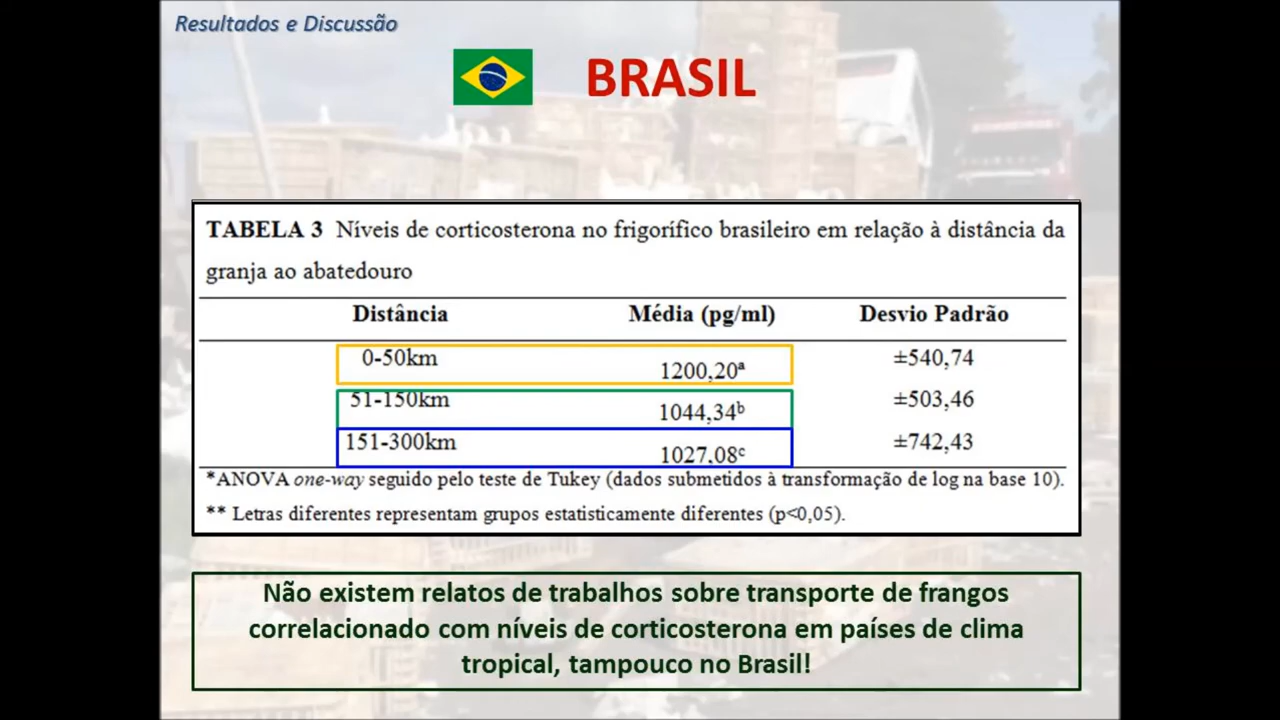 Resultados e Discussão
BRASIL
TABELA 3 Níveis de corticosterona no frigorífico brasileiro em relação à distância da
granja ao abatedouro
Distância Média (pg/ml) Desvio Padrão
0-50km 1200,20ª ±540,74
51-150km 1044,34ᵇ ±503,46
151-300km 1027,08ᶜ ±742,43
*ANOVA one-way seguido pelo teste de Tukey (dados submetidos à transformação de log na base 10).
** Letras diferentes representam grupos estatisticamente diferentes (p<0,05).
Não existem relatos de trabalhos sobre transporte de frangos
correlacionado com níveis de corticosterona em países de clima
tropical, tampouco no Brasil!